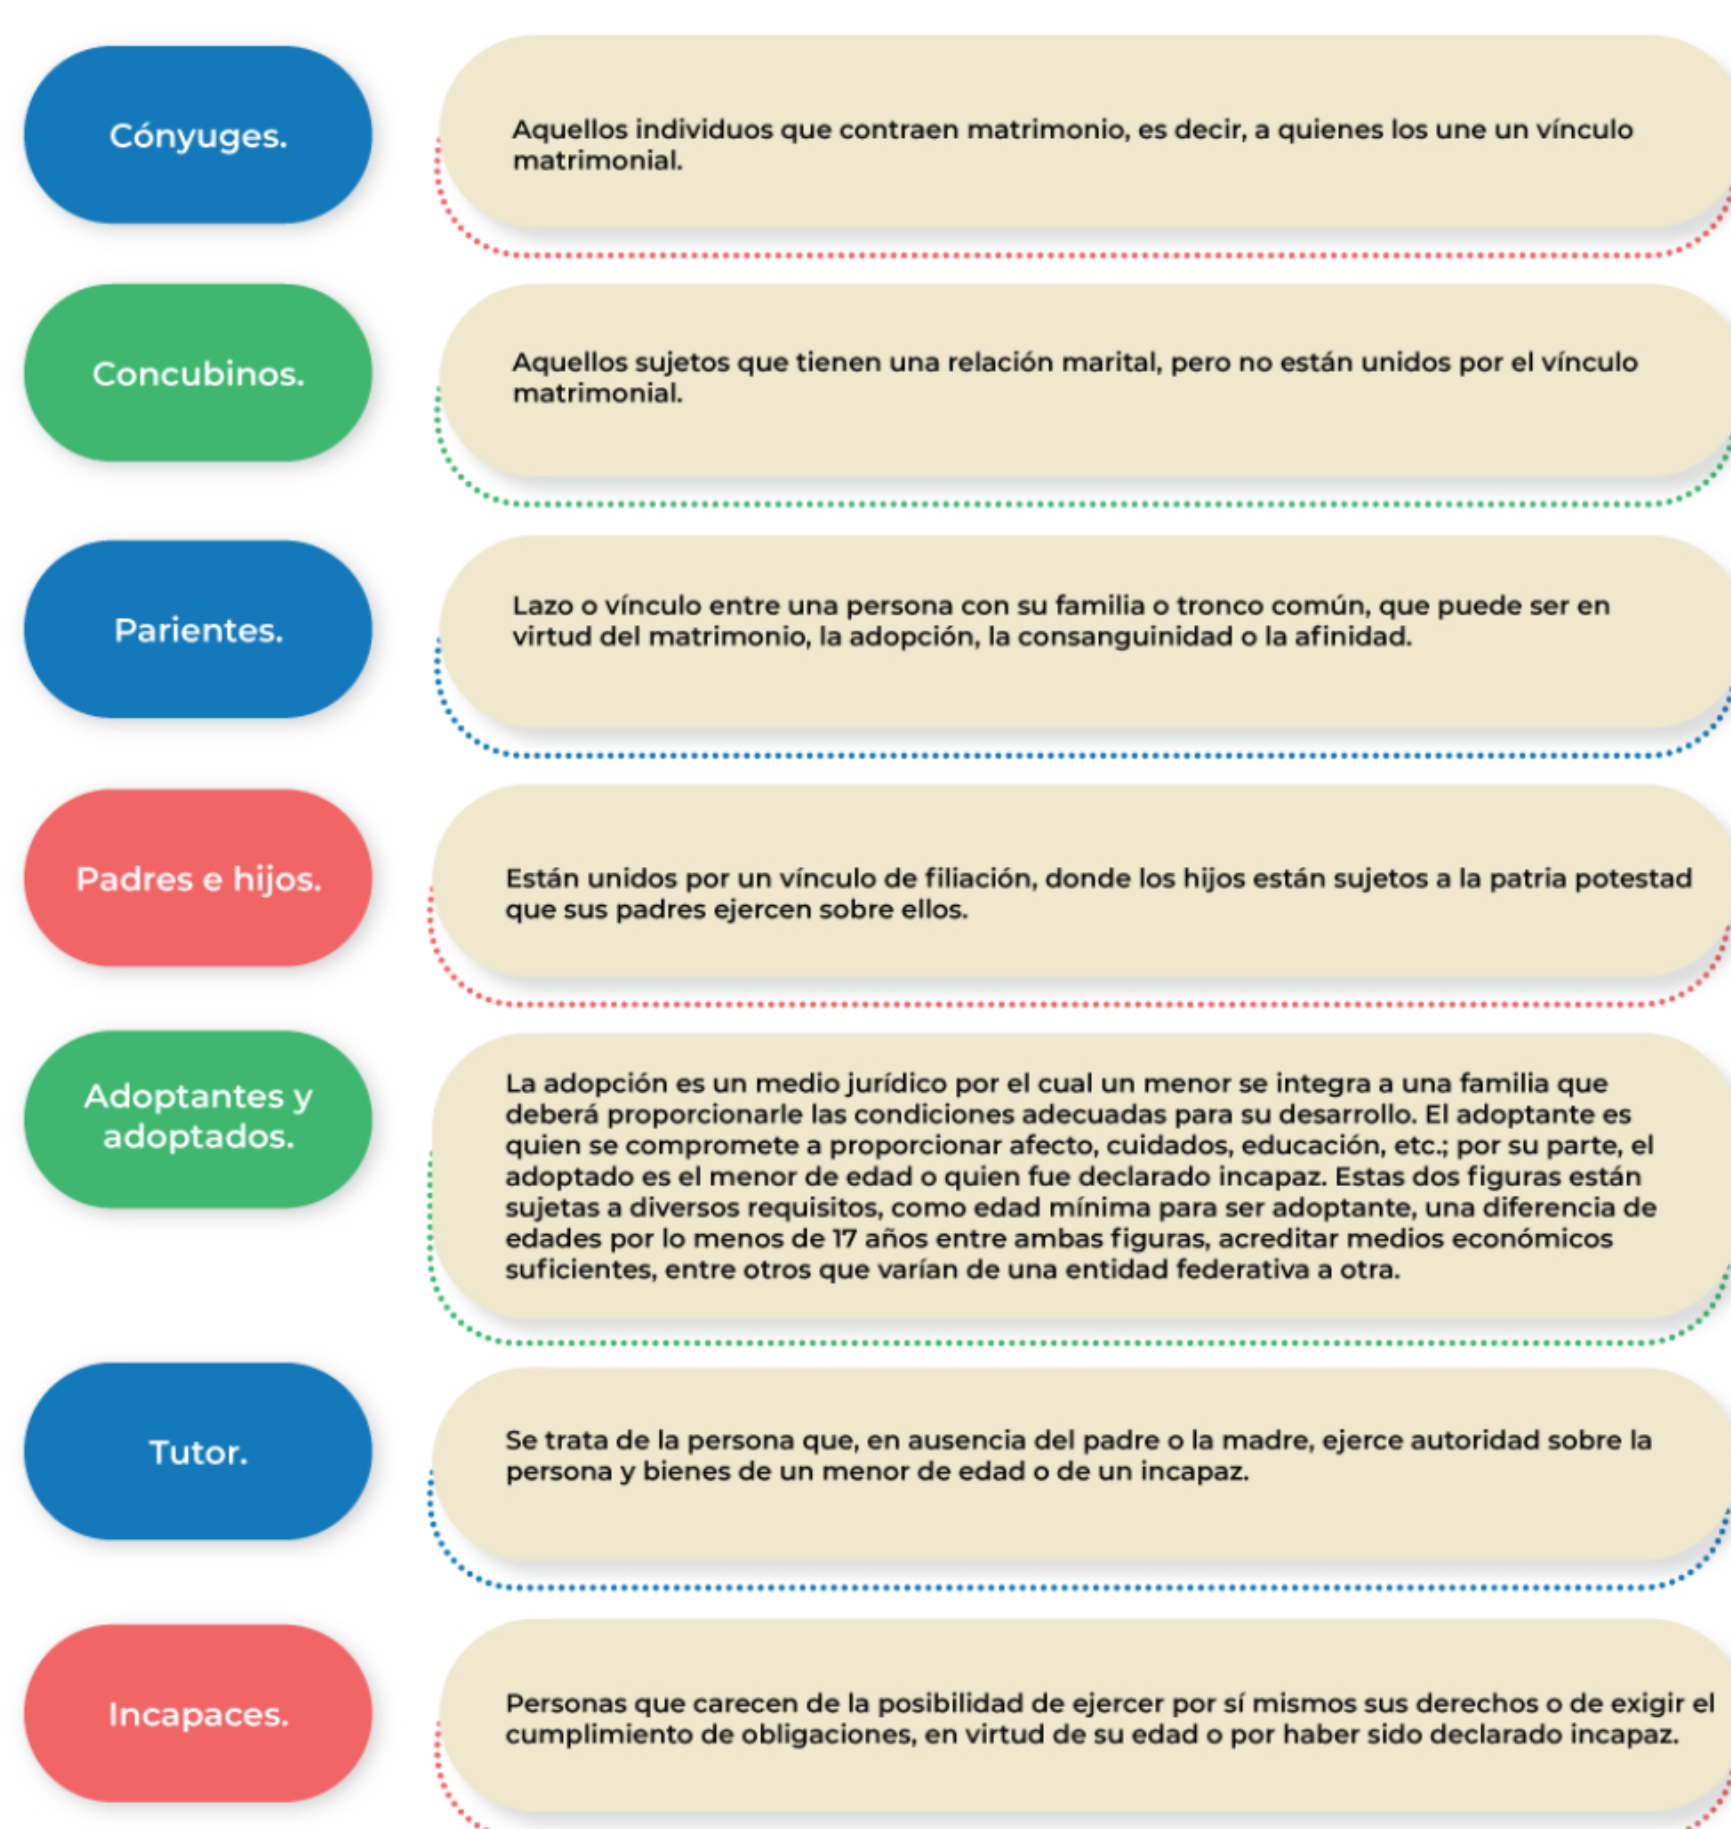 Cónyuges.
Aquellos individuos que contraen matrimonio, es decir, a quienes los une un vínculo
matrimonial.
Concubinos.
Aquellos sujetos que tienen una relación marital, pero no están unidos por el vínculo
matrimonial.
Parientes.
Lazo o vínculo entre una persona con su familia o tronco común, que puede ser en
virtud del matrimonio, la adopción, la consanguinidad o la afinidad.
Padres e hijos.
Están unidos por un vínculo de filiación, donde los hijos están sujetos a la patria potestad
que sus padres ejercen sobre ellos.
Adoptantes y
adoptados.
La adopción es un medio jurídico por el cual un menor se integra a una familia que
deberá proporcionarle las condiciones adecuadas para su desarrollo. El adoptante es
quien se compromete a proporcionar afecto, cuidados, educación, etc.; por su parte, el
adoptado es el menor de edad o quien fue declarado incapaz. Estas dos figuras están
sujetas a diversos requisitos, como edad mínima para ser adoptante, una diferencia de
edades por lo menos de 17 años entre ambas figuras, acreditar medios económicos
suficientes, entre otros que varían de una entidad federativa a otra.
Tutor.
Se trata de la persona que, en ausencia del padre o la madre, ejerce autoridad sobre la
persona y bienes de un menor de edad o de un incapaz.
Incapaces.
Personas que carecen de la posibilidad de ejercer por sí mismos sus derechos o de exigir el
cumplimiento de obligaciones, en virtud de su edad o por haber sido declarado incapaz.